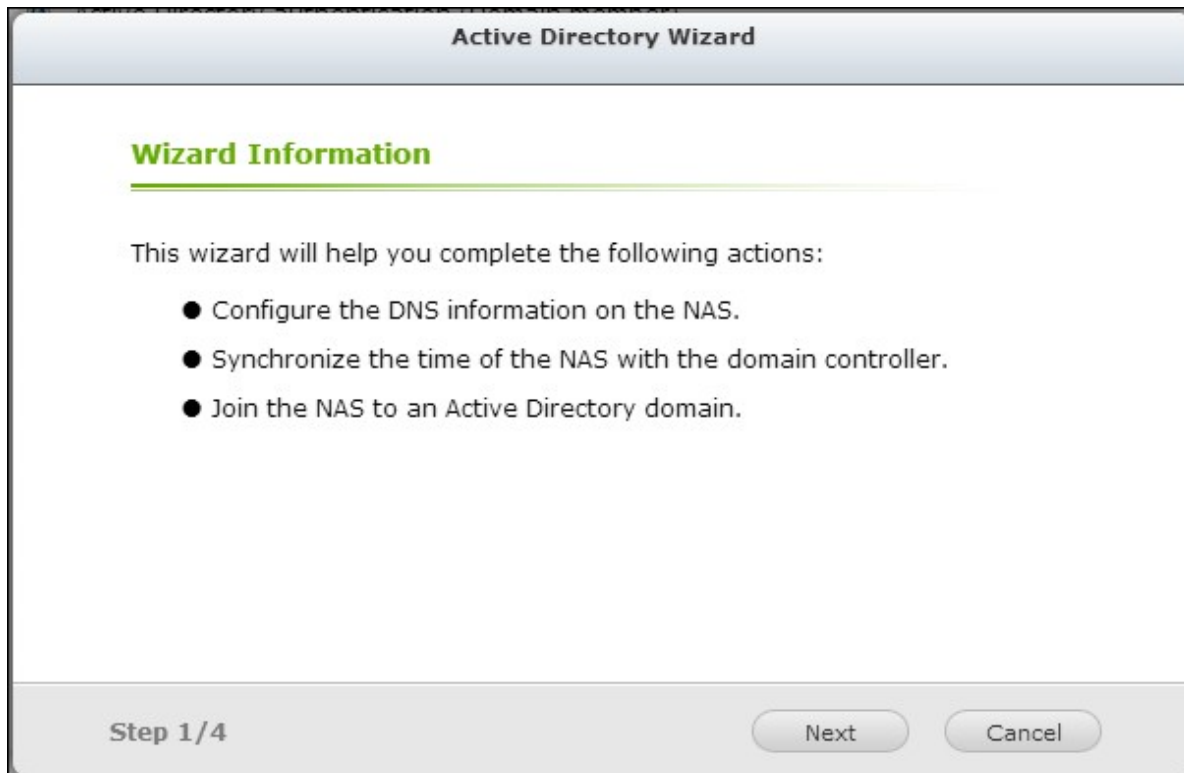 Active Directory Wizard
Wizard Information
This wizard will help you complete the following actions:
● Configure the DNS information on the NAS.
● Synchronize the time of the NAS with the domain controller.
● Join the NAS to an Active Directory domain.
Step 1/4 Next Cancel